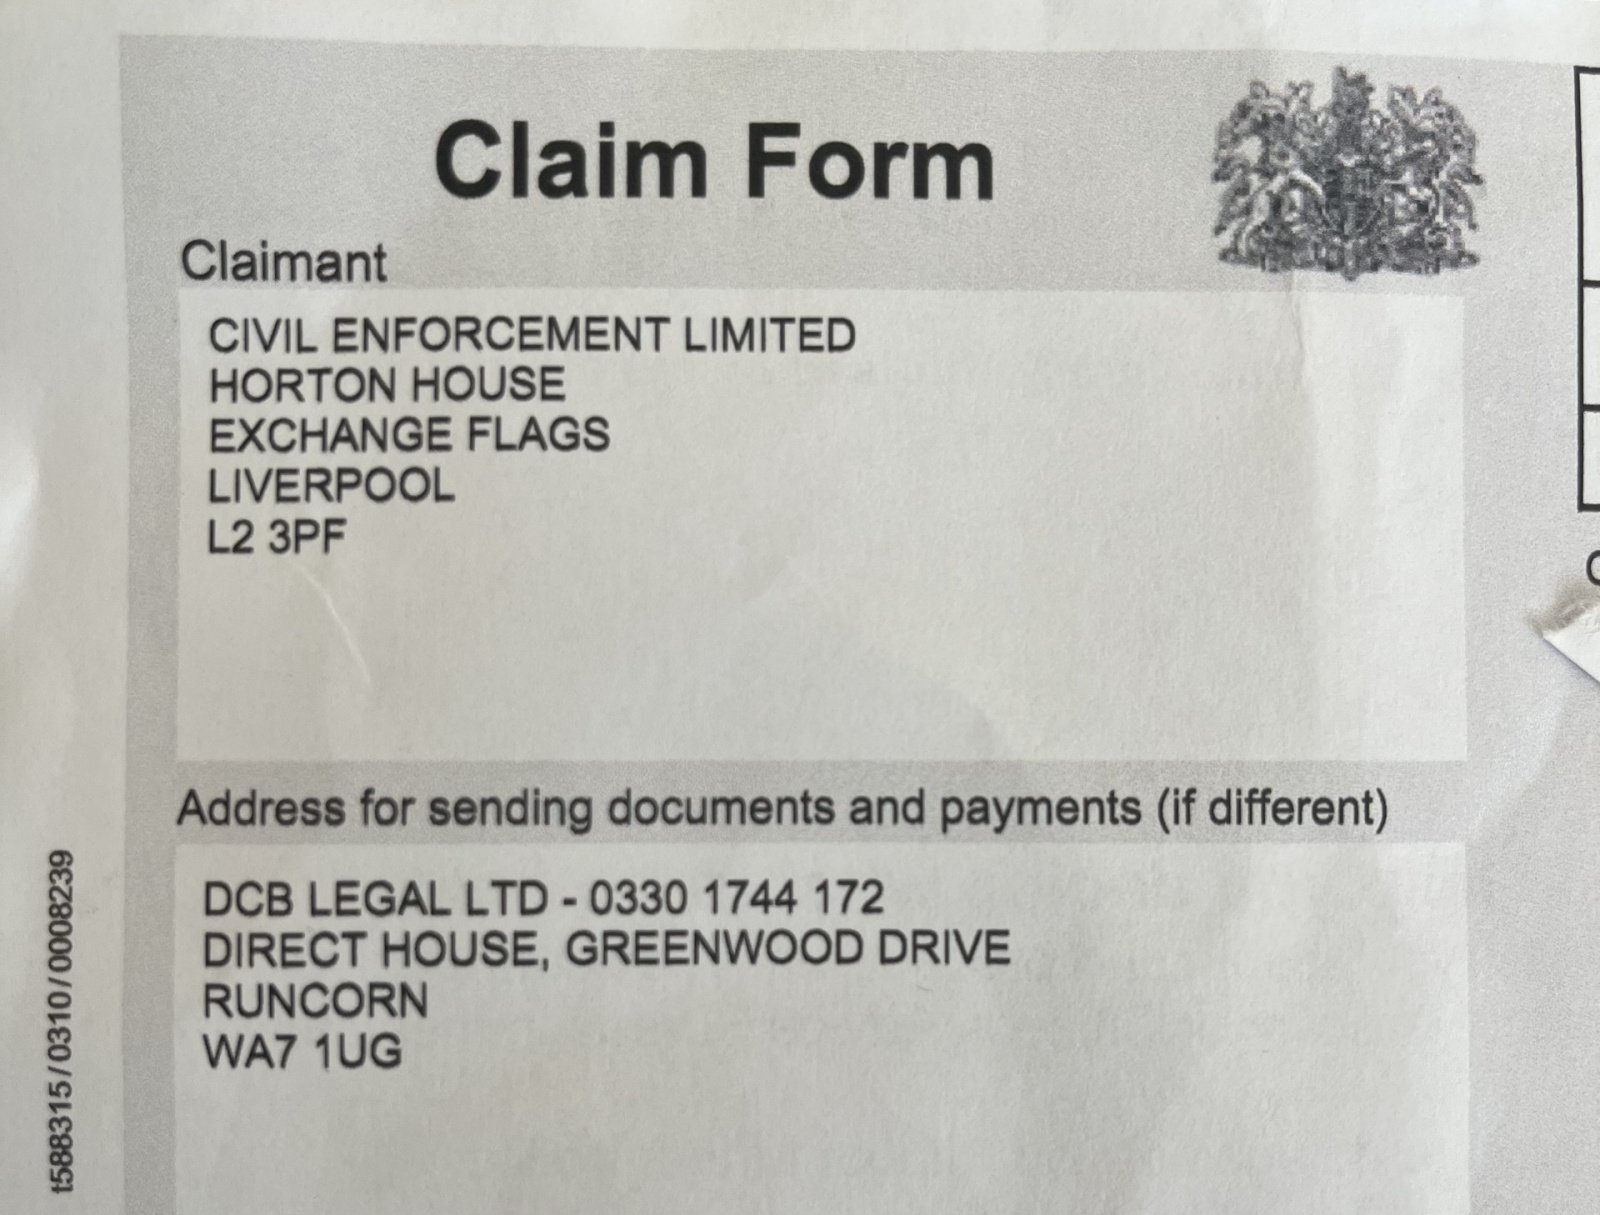 Claim Form
Claimant
CIVIL ENFORCEMENT LIMITED
HORTON HOUSE
EXCHANGE FLAGS
LIVERPOOL
L2 3PF
Address for sending documents and payments (if different)
DCB LEGAL LTD - 0330 1744 172
DIRECT HOUSE, GREENWOOD DRIVE
RUNCORN
WA7 1UG
t588315/0310/0008239